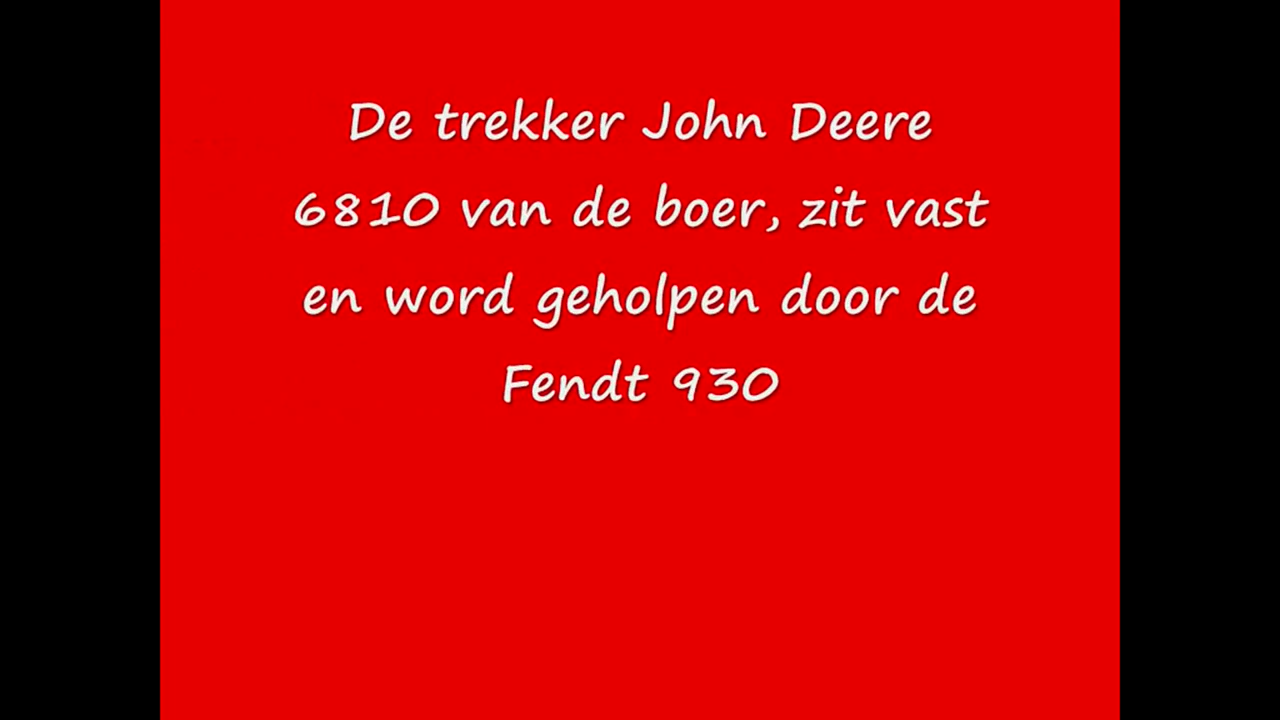 De trekker John Deere
6810 van de boer, zit vast
en word geholpen door de
Fendt 930